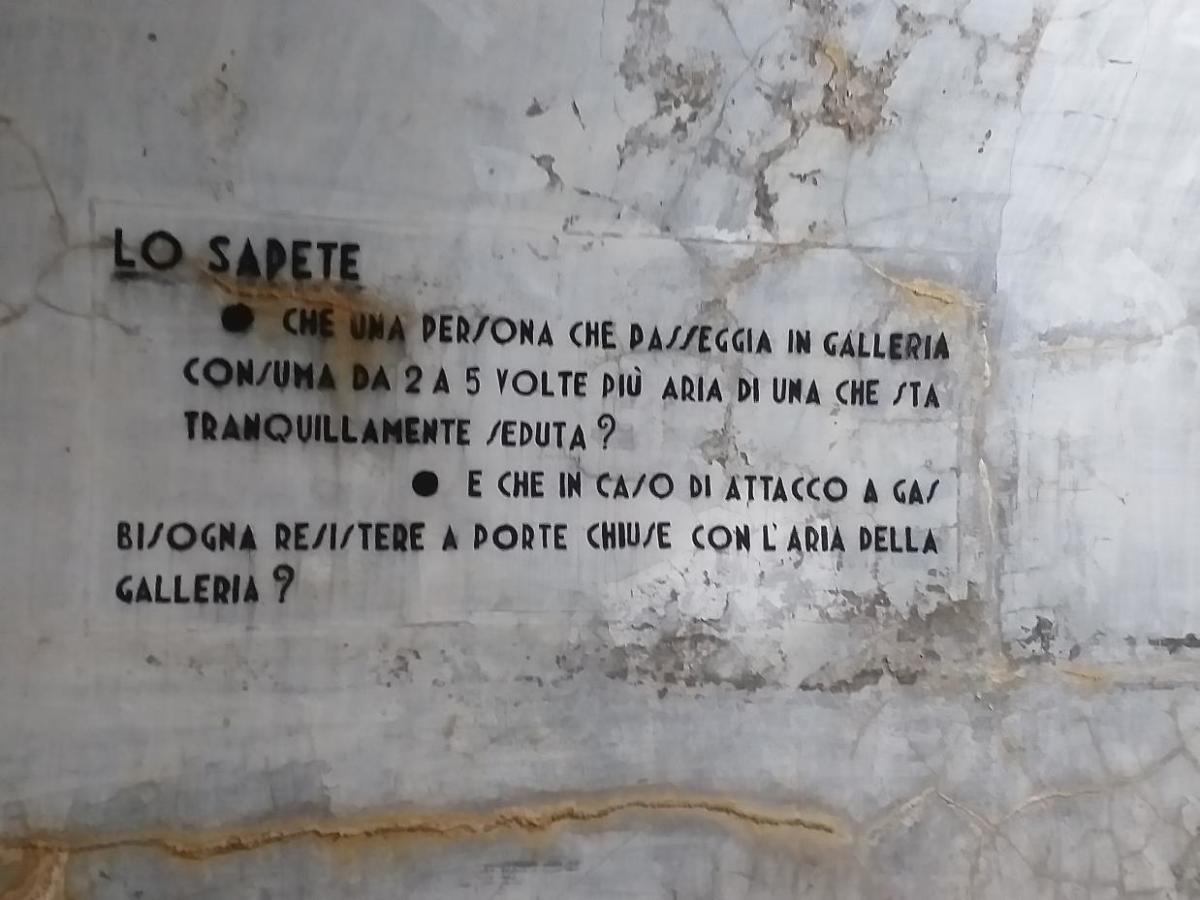 LO SAPETE
● CHE UNA PERSONA CHE PASSEGGIA IN GALLERIA
CONSUMA DA 2 A 5 VOLTE PIÙ ARIA DI UNA CHE STA
TRANQUILLAMENTE SEDUTA?
● E CHE IN CASO DI ATTACCO A GAS
BISOGNA RESISTERE A PORTE CHIUSE CON L'ARIA DELLA
GALLERIA?